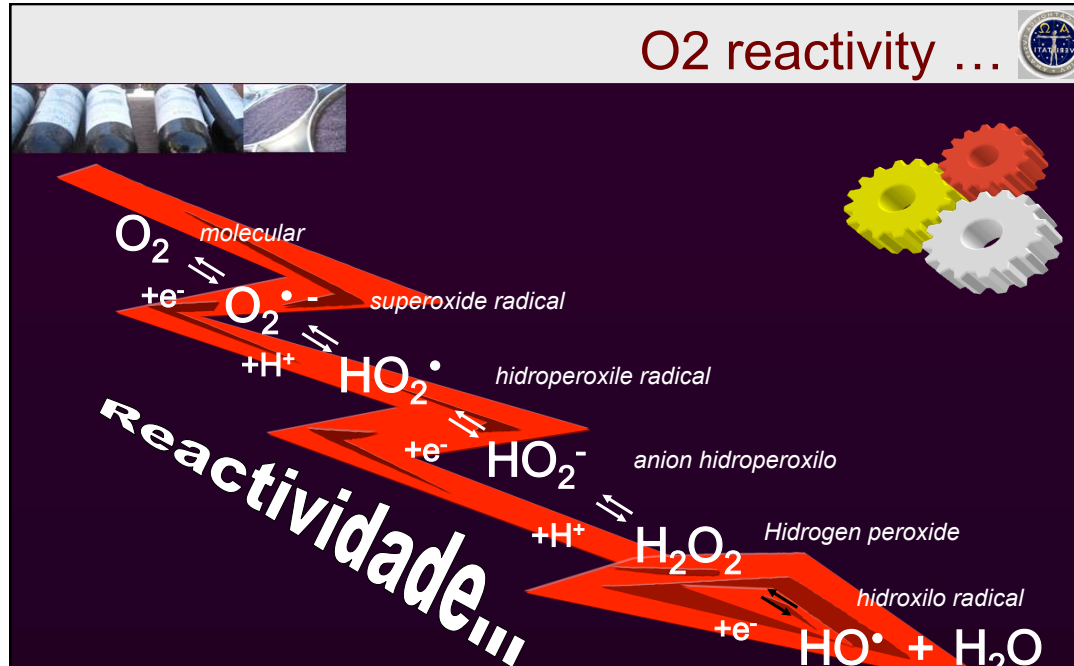 O2 reactivity …
O₂ molecular
+e⁻ O₂•⁻ superoxide radical
+H⁺ HO₂• hidroperoxile radical
+e⁻ HO₂⁻ anion hidroperoxilo
+H⁺ H₂O₂ Hidrogen peroxide
hidroxilo radical
+e⁻ HO• + H₂O
Reactividade...